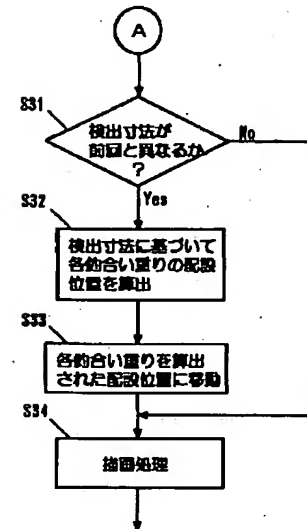 A
S31
検出寸法が
前回と異なるか
?
No
Yes
S32
検出寸法に基づいて
各釣合い重りの配設
位置を算出
S33
各釣合い重りを算出
された配設位置に移動
S34
描画処理